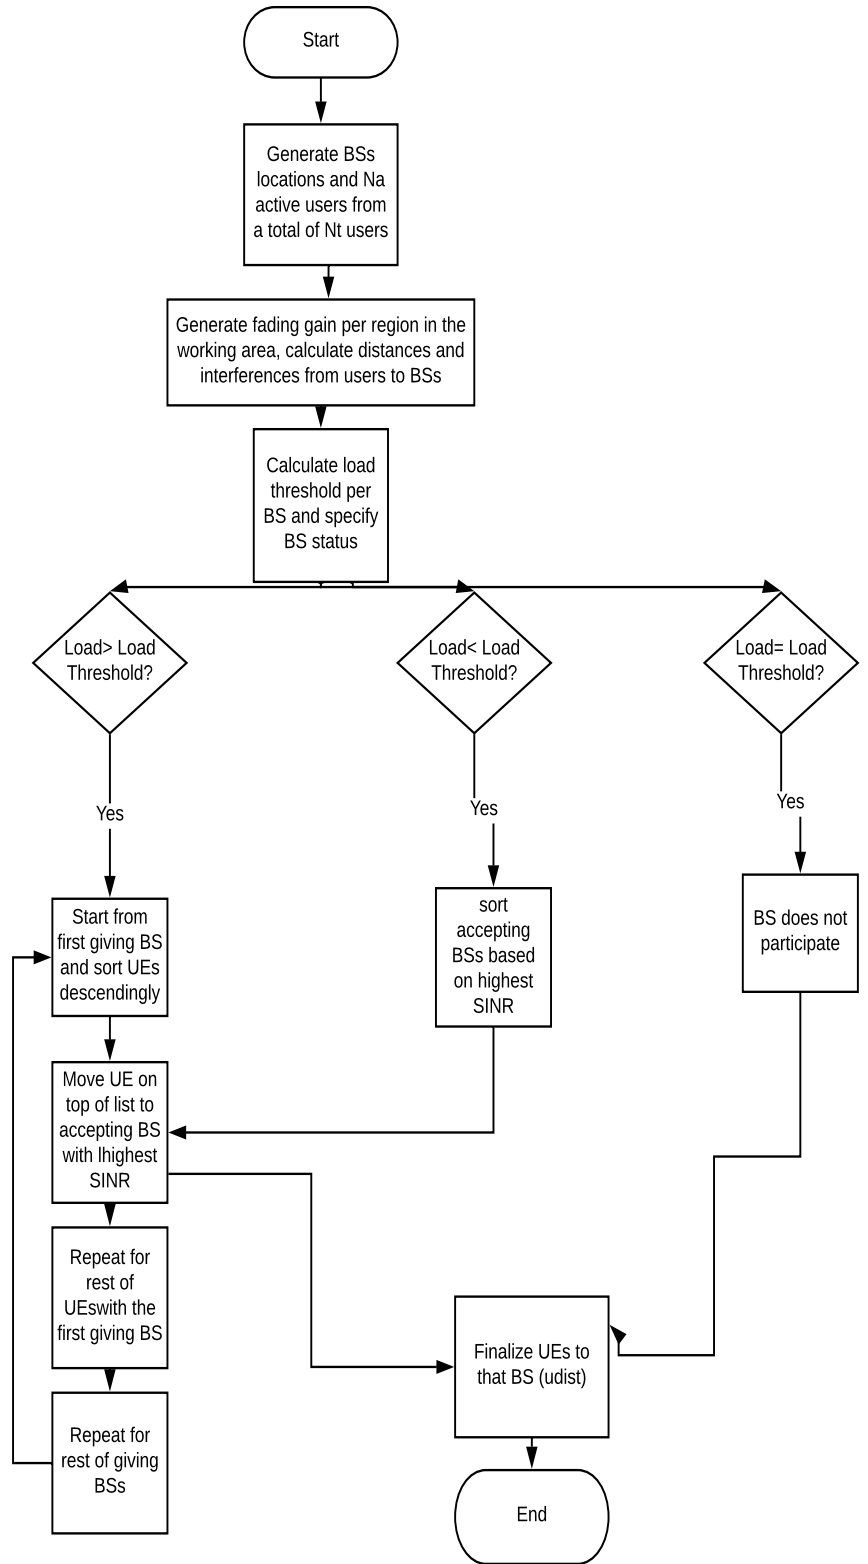 Start
Generate BSs
locations and Na
active users from
a total of Nt users
Generate fading gain per region in the
working area, calculate distances and
interferences from users to BSs
Calculate load
threshold per
BS and specify
BS status
Load> Load
Threshold?
Load< Load
Threshold?
Load= Load
Threshold?
Yes
Yes
Yes
Start from
first giving BS
and sort UEs
descendingly
sort
accepting
BSs based
on highest
SINR
BS does not
participate
Move UE on
top of list to
accepting BS
with lhighest
SINR
Repeat for
rest of
UEswith the
first giving BS
Finalize UEs to
that BS (udist)
Repeat for
rest of giving
BSs
End